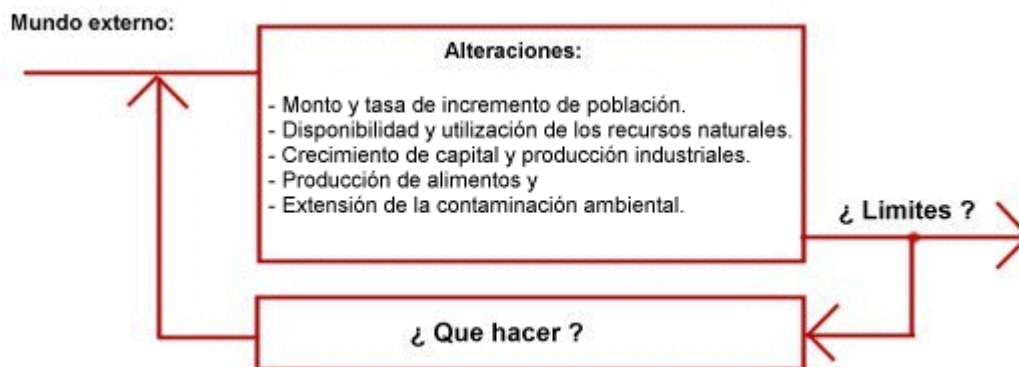 Mundo externo:
Alteraciones:
- Monto y tasa de incremento de población.
- Disponibilidad y utilización de los recursos naturales.
- Crecimiento de capital y producción industriales.
- Producción de alimentos y
- Extensión de la contaminación ambiental.
¿ Limites ?
¿ Que hacer ?